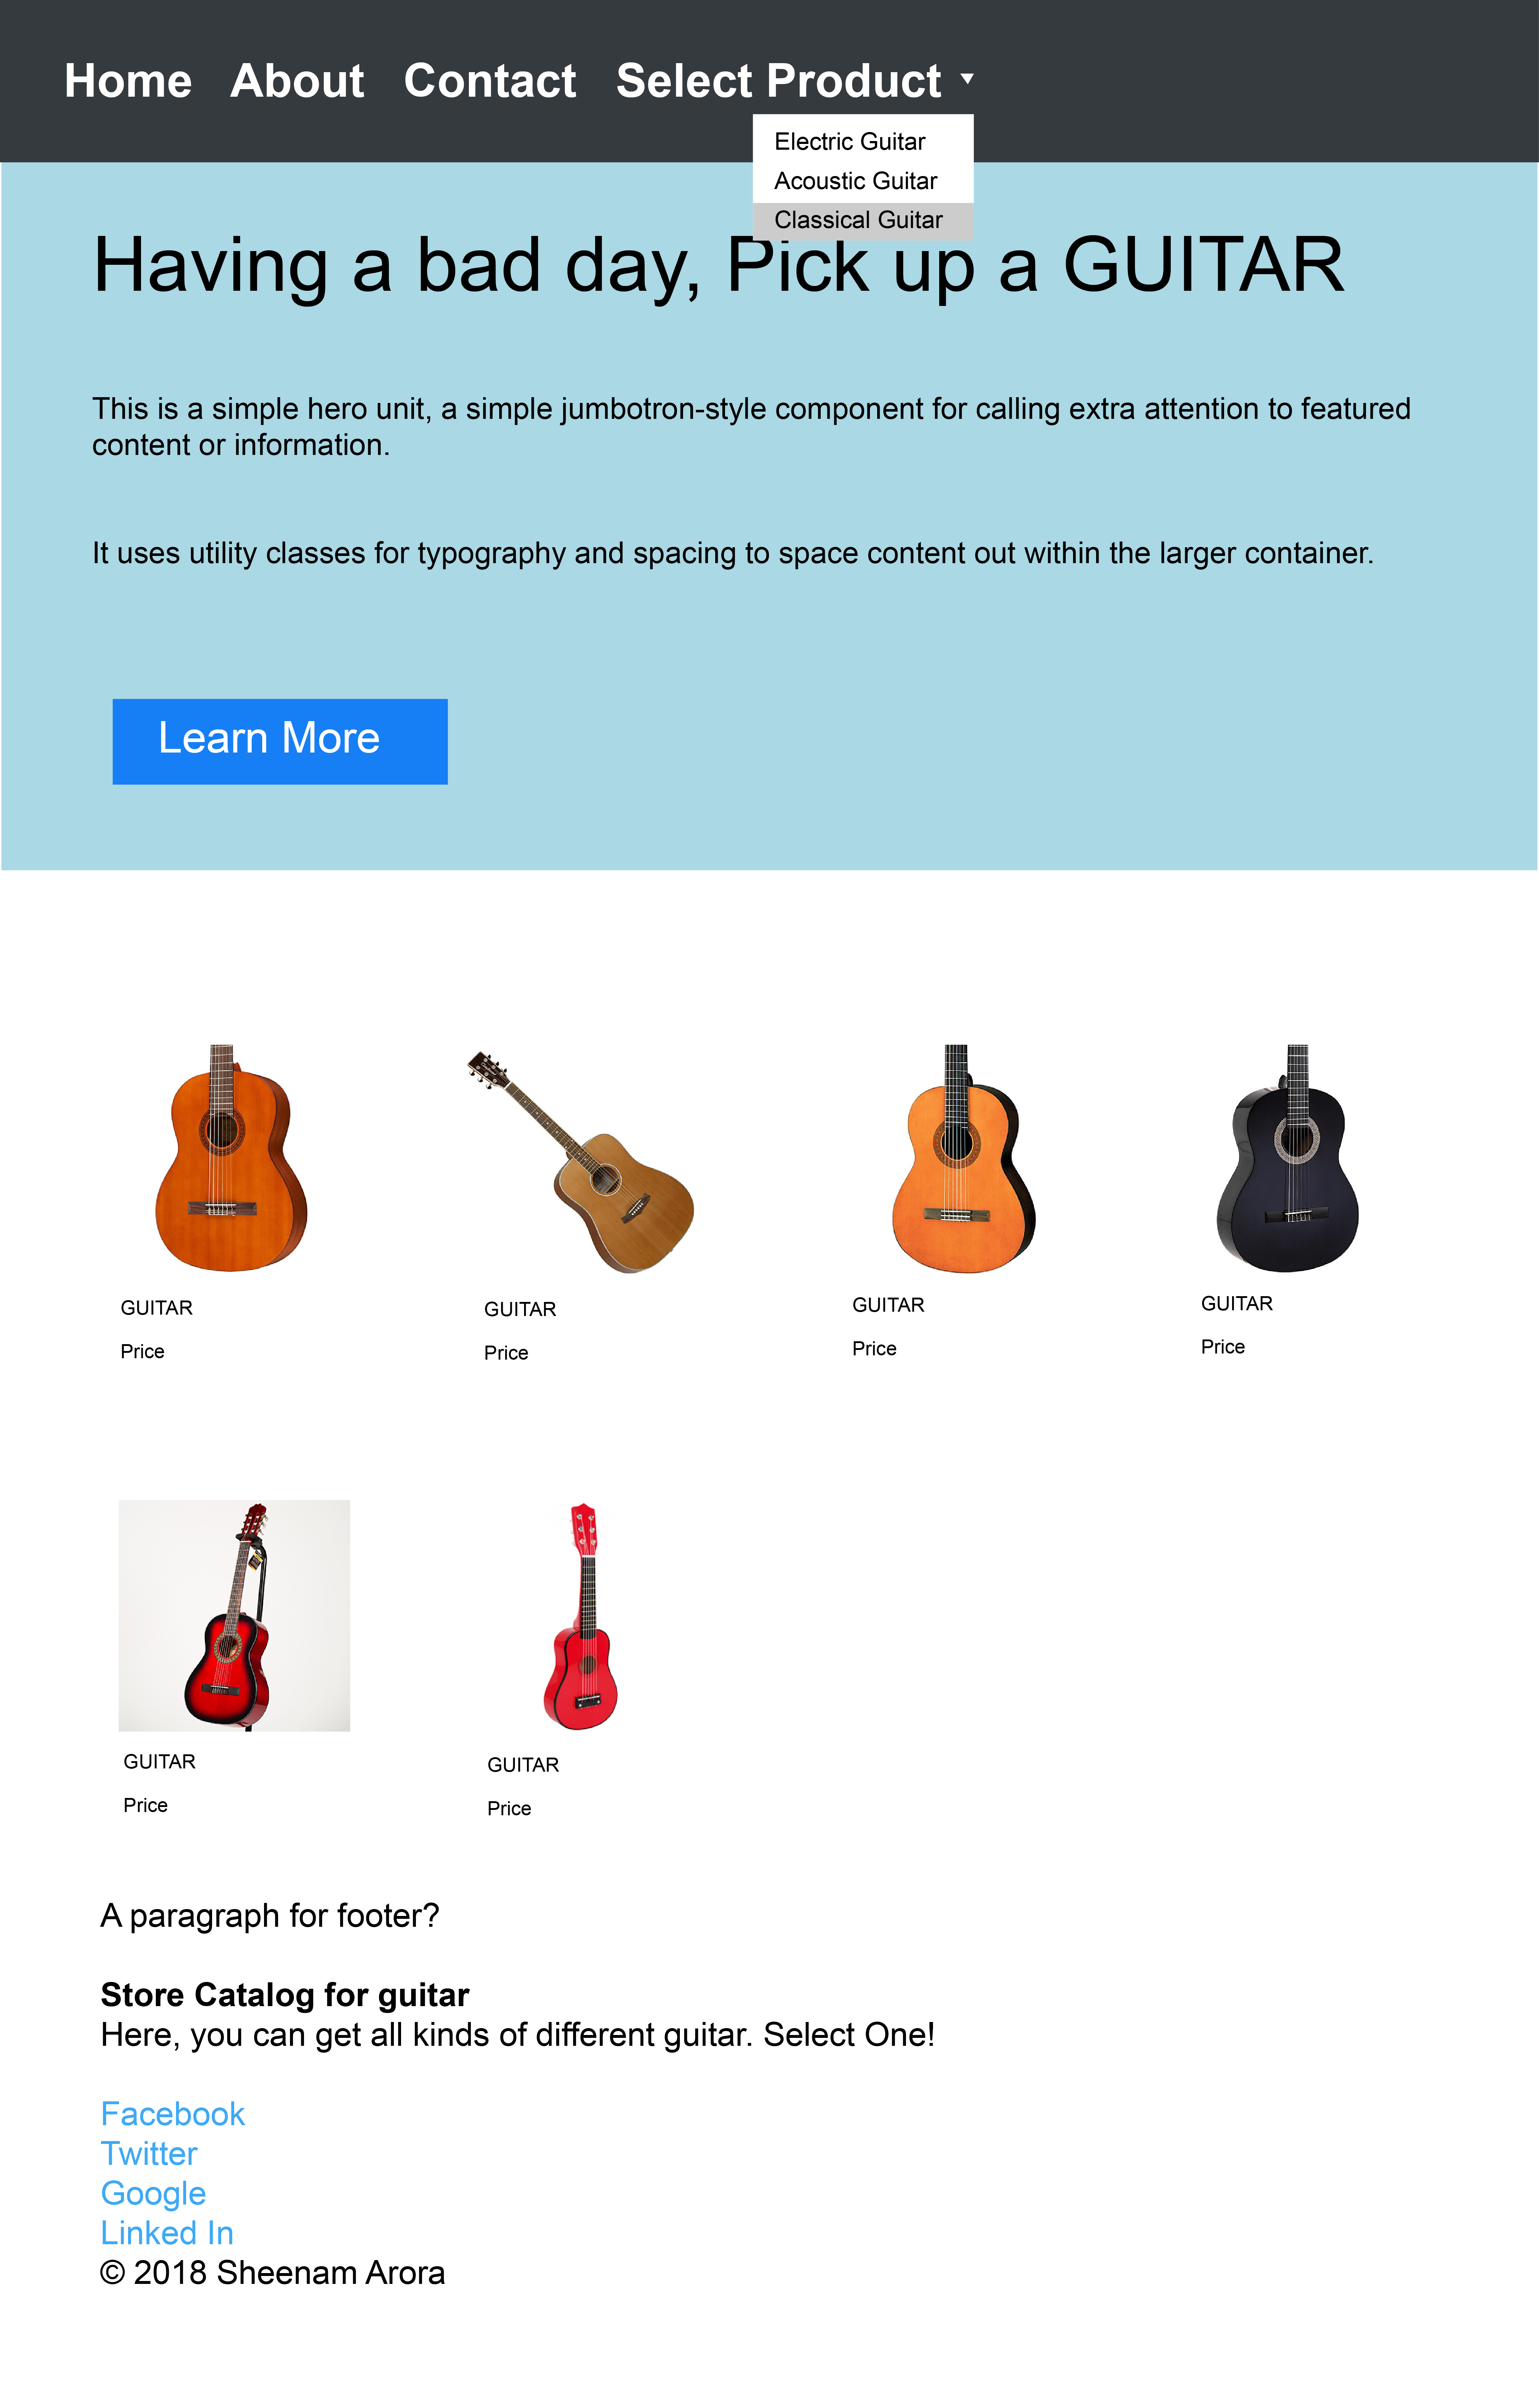 Home About Contact Select Product
Electric Guitar
Acoustic Guitar
Classical Guitar
Having a bad day, Pick up a GUITAR
This is a simple hero unit, a simple jumbotron-style component for calling extra attention to featured
content or information.
It uses utility classes for typography and spacing to space content out within the larger container.
Learn More
GUITAR
Price
GUITAR
Price
GUITAR
Price
GUITAR
Price
GUITAR
Price
GUITAR
Price
A paragraph for footer?
Store Catalog for guitar
Here, you can get all kinds of different guitar. Select One!
Facebook
Twitter
Google
Linked In
© 2018 Sheenam Arora